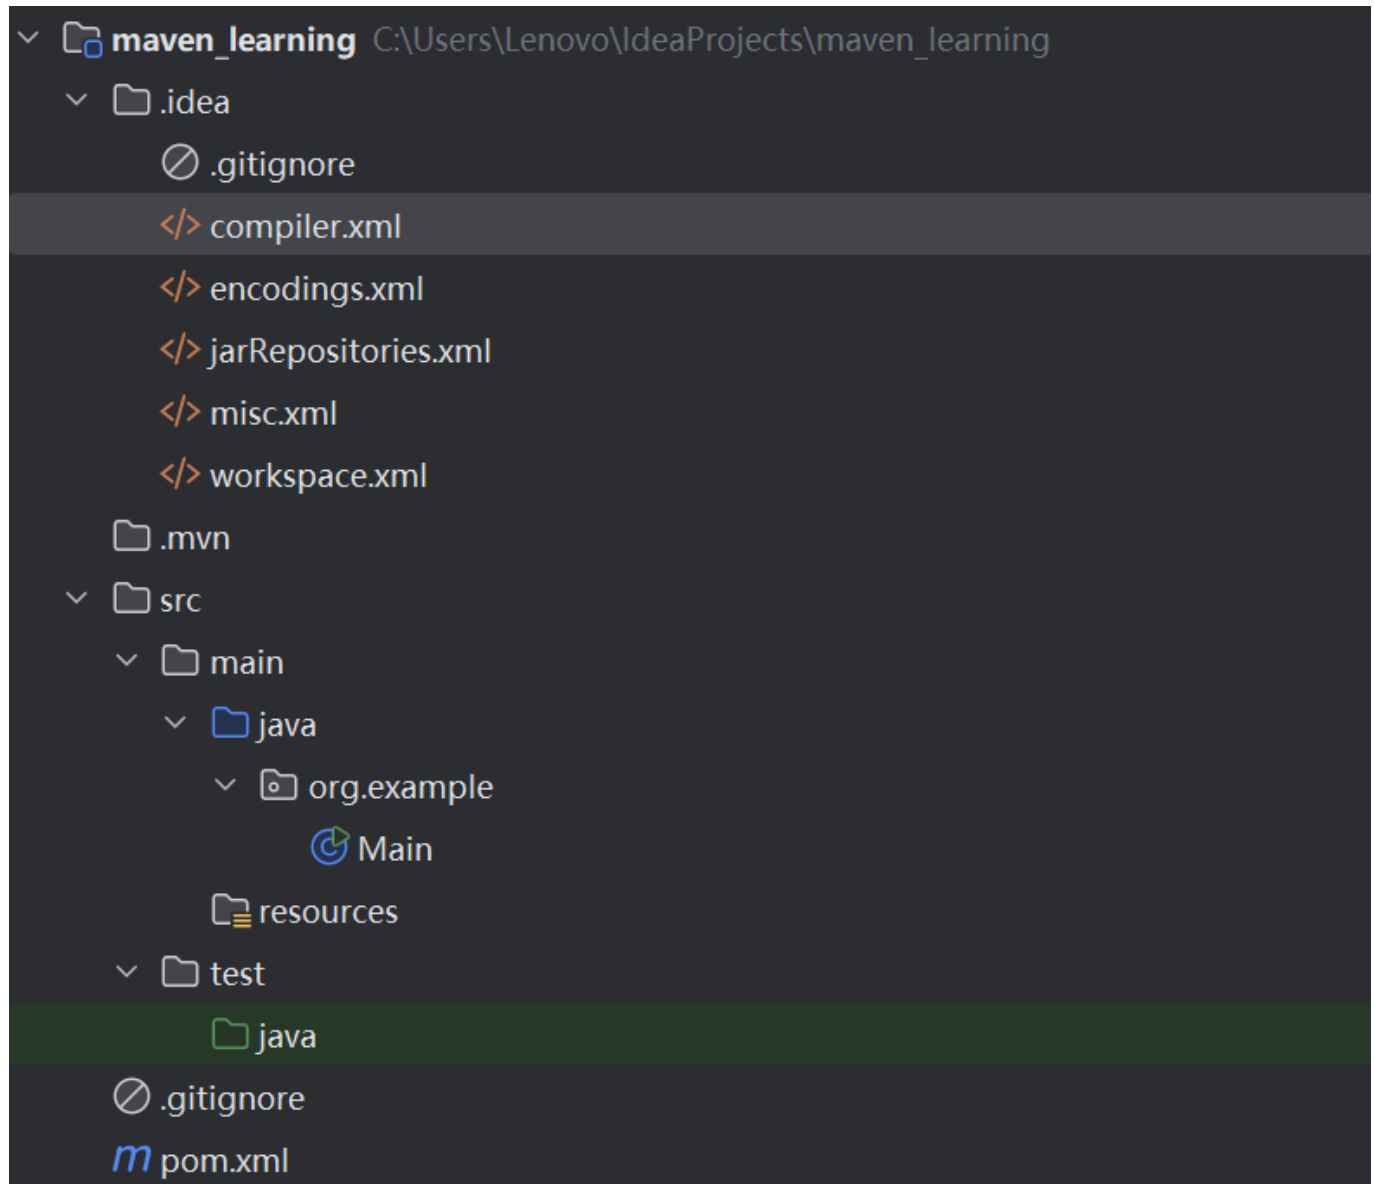 maven_learning C:\Users\Lenovo\IdeaProjects\maven_learning
.idea
.gitignore
compiler.xml
encodings.xml
jarRepositories.xml
misc.xml
workspace.xml
.mvn
src
main
java
org.example
Main
resources
test
java
.gitignore
pom.xml